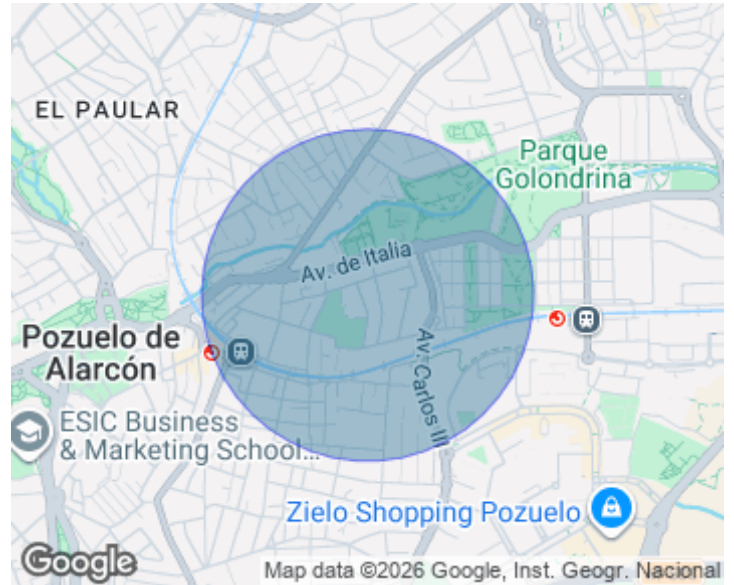 EL PAULAR
Parque
Golondrina
Av. de Italia
Pozuelo de
Alarcón
Av. Carlos III
ESIC Business
& Marketing School...
Zielo Shopping Pozuelo
Google
Map data ©2026 Google, Inst. Geogr. Nacional